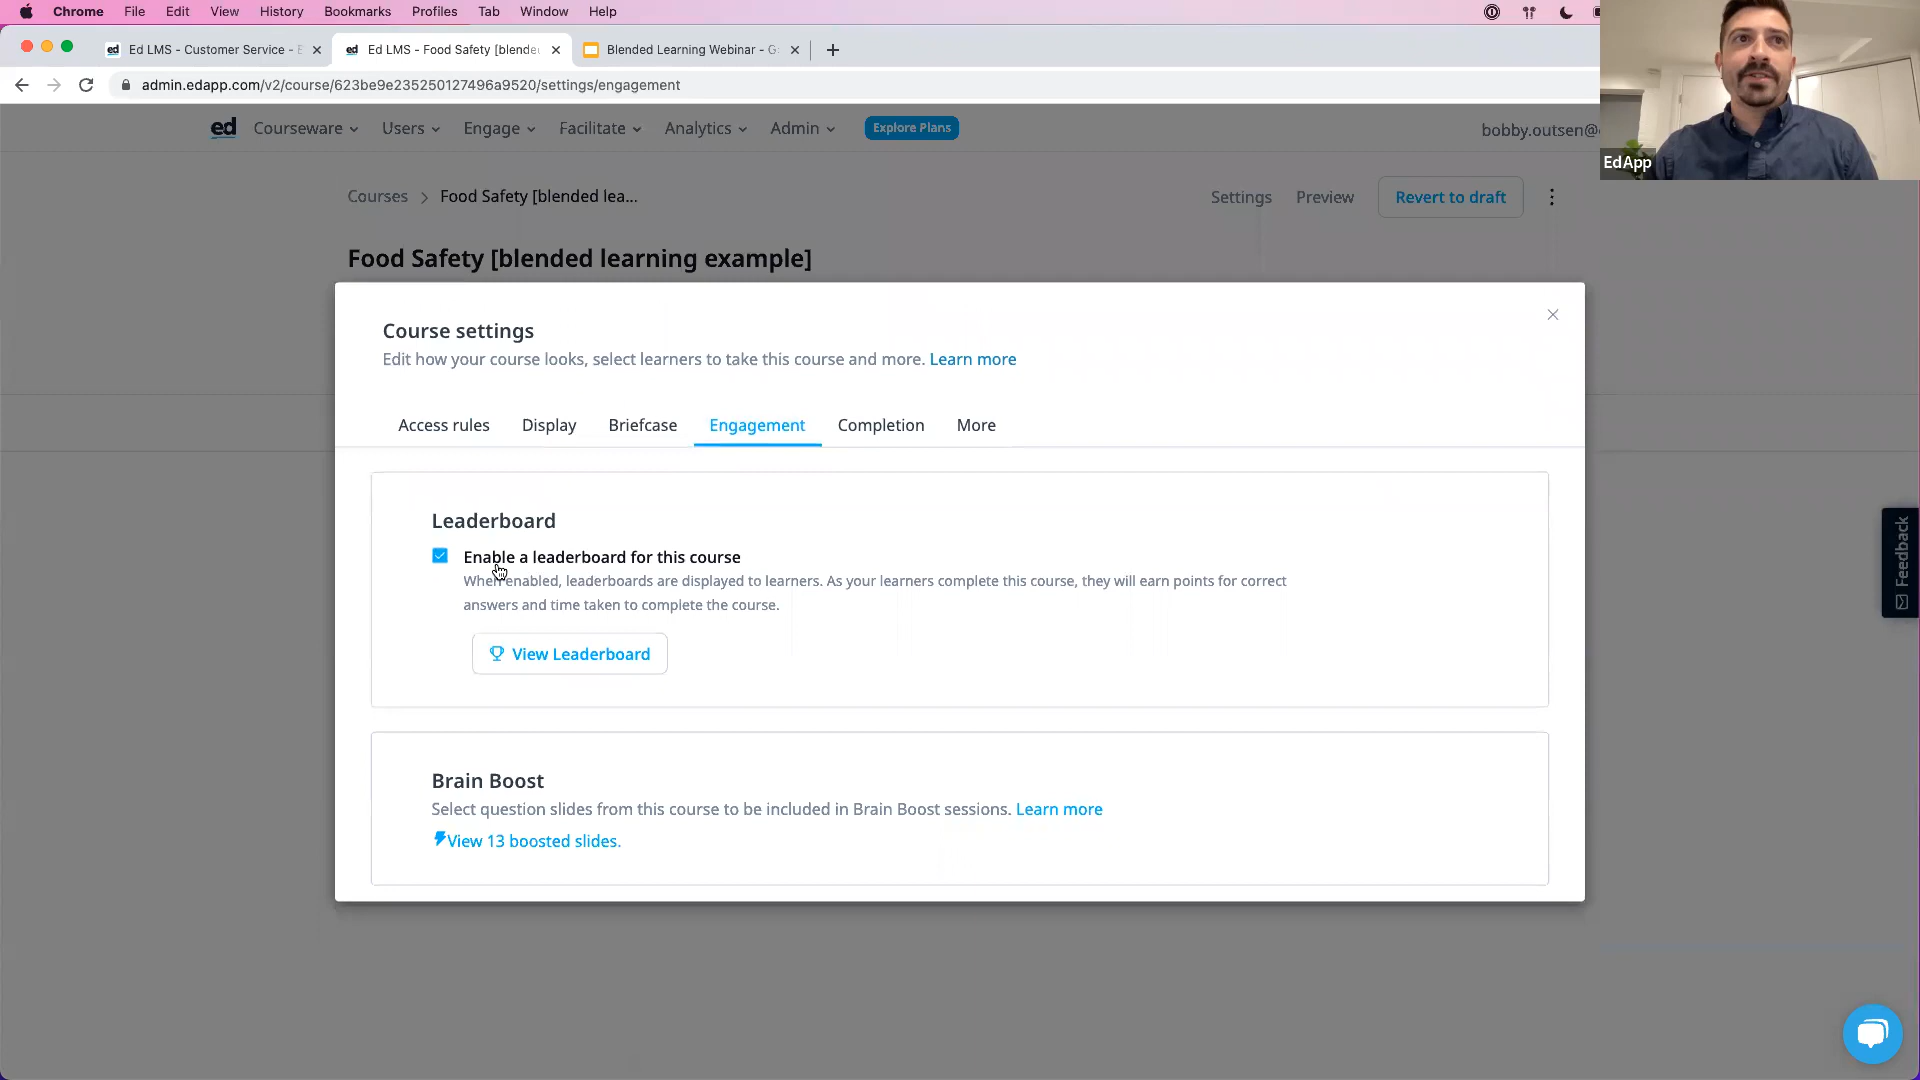 Chrome File Edit View History Bookmarks Profiles Tab Window Help
ed Ed LMS - Customer Service -
ed Ed LMS - Food Safety [blende
Blended Learning Webinar - G
admin.edapp.com/v2/course/623be9e235250127496a9520/settings/engagement
ed Courseware Users Engage Facilitate Analytics Admin Explore Plans bobby.outsen@
EdApp
Courses > Food Safety [blended lea...
Settings Preview Revert to draft
Food Safety [blended learning example]
Course settings
Edit how your course looks, select learners to take this course and more. Learn more
Access rules Display Briefcase Engagement Completion More
Leaderboard
Enable a leaderboard for this course
When enabled, leaderboards are displayed to learners. As your learners complete this course, they will earn points for correct
answers and time taken to complete the course.
View Leaderboard
Feedback
Brain Boost
Select question slides from this course to be included in Brain Boost sessions. Learn more
View 13 boosted slides.